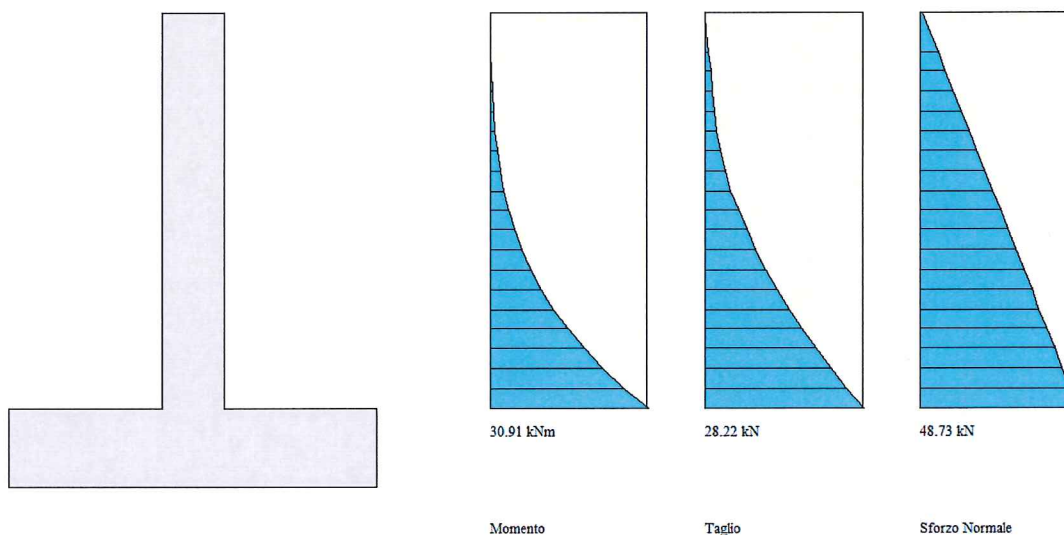 30.91 kNm
28.22 kN
48.73 kN
Momento
Taglio
Sforzo Normale